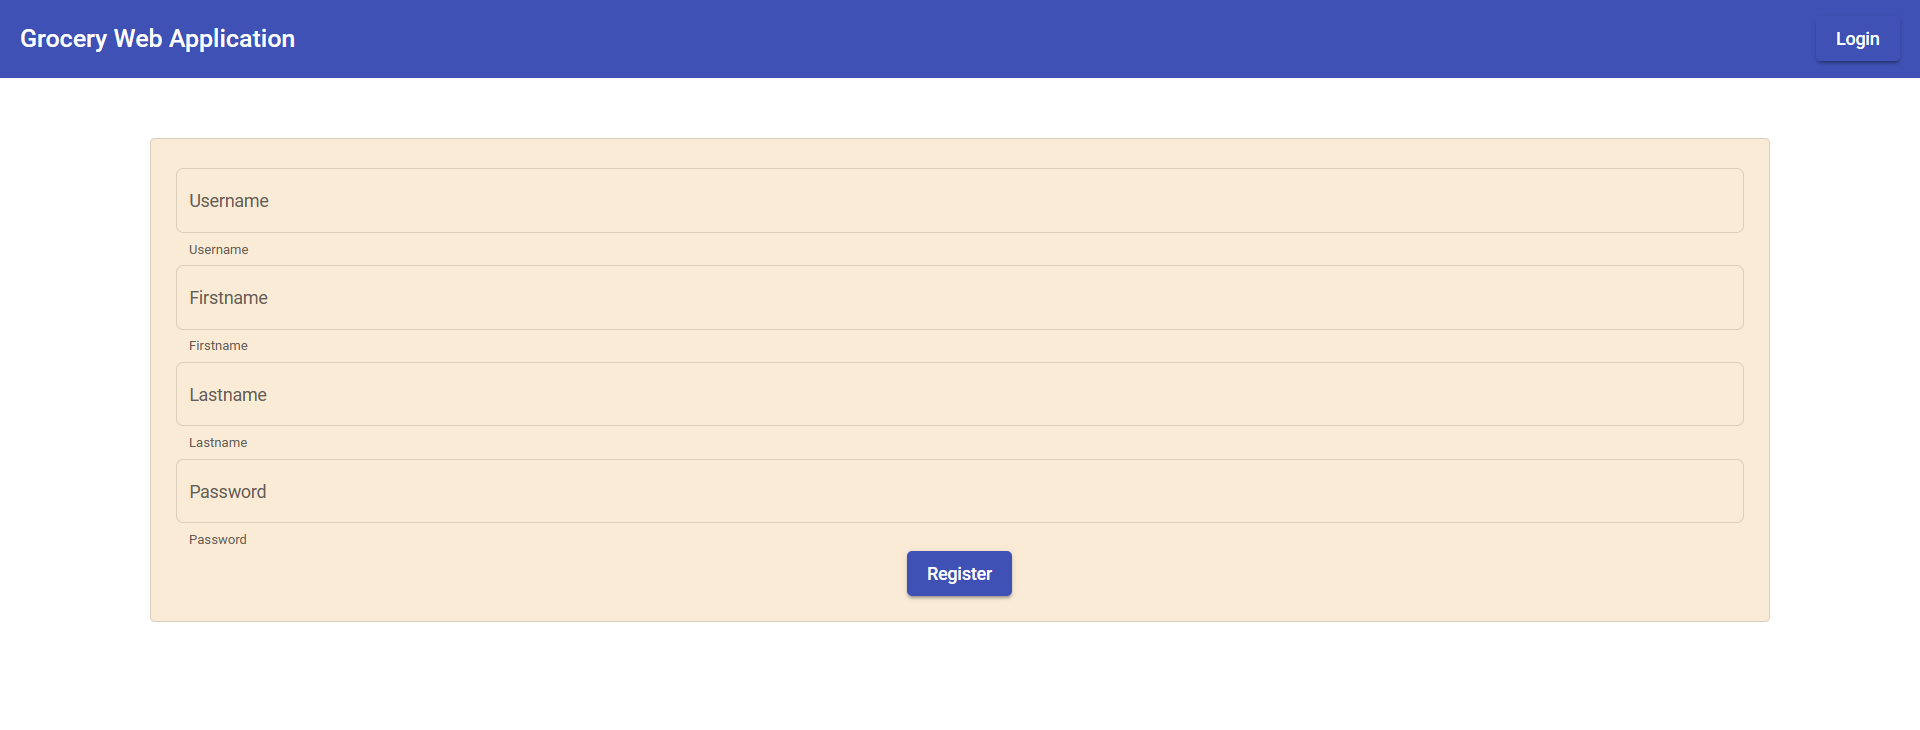 Grocery Web Application
Login
Username
Username
Firstname
Firstname
Lastname
Lastname
Password
Password
Register